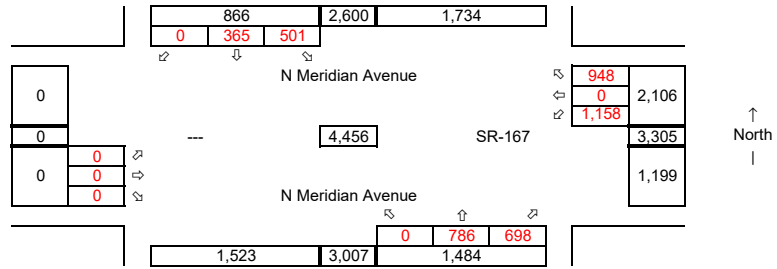 866 2,600 1,734
0 365 501
⬃ ⇩ ⬂
N Meridian Avenue
⬁ 948
0 ⇦ 0 2,106
⬃ 1,158 ↑
0 --- 4,456 SR-167 3,305 North
0 ⬀ |
0 0 ⇨ 1,199
0 ⬂ N Meridian Avenue
⬁ ⇧ ⬀
0 786 698
1,523 3,007 1,484